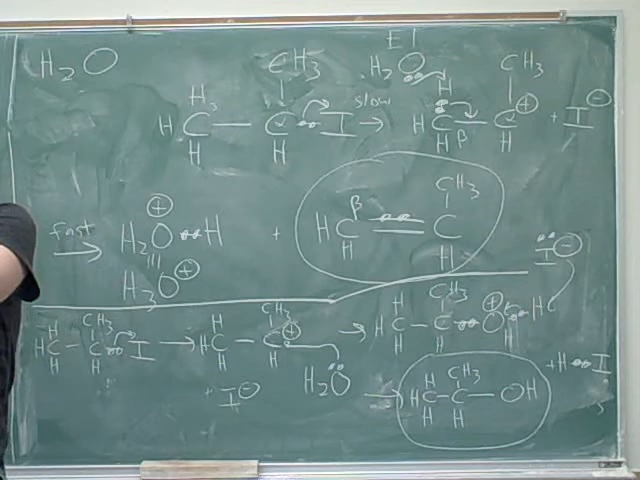 E1
H2O CH3 H2O CH3
H H
H C — C α I slow → H C — C α ⊕ + I ⊖
H H H β H
fast → H2O ⊕ H + H C β = C CH3
H H
H3O ⊕
I ⊖
H CH3 H CH3 H CH3 ⊕
H C — C I → H C — C ⊕ → H C — C O H
H H H H H H
+ I ⊖ H2O → + H I
H CH3
H C — C — OH
H H